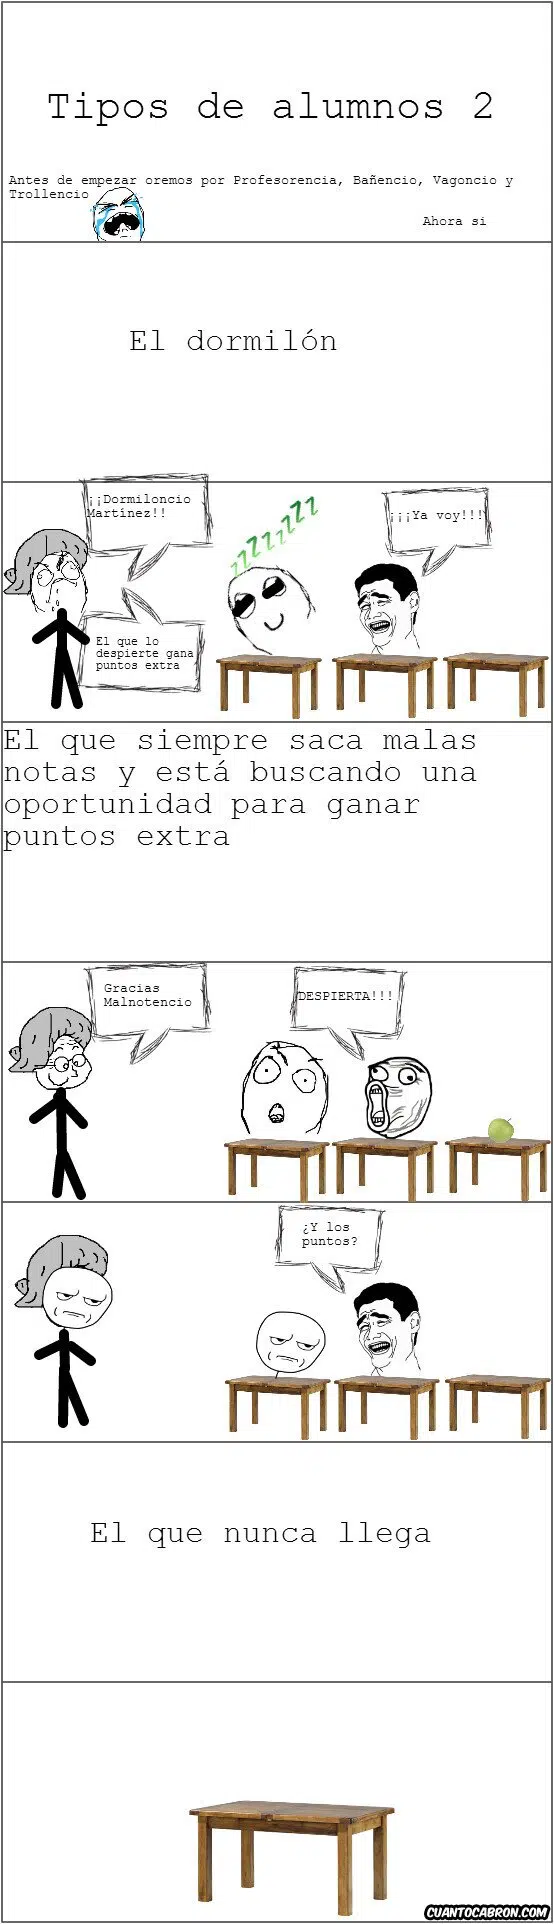 Tipos de alumnos 2
Antes de empezar oremos por Profesorencia, Bañencio, Vagoncio y
Trollencio
Ahora si
El dormilón
¡¡Dormiloncio
Martínez!!
zzzzzzz
¡¡¡Ya voy!!!
El que lo
despierte gana
puntos extra
El que siempre saca malas
notas y está buscando una
oportunidad para ganar
puntos extra
Gracias
Malnotencio
DESPIERTA!!!
¿Y los
puntos?
El que nunca llega
CUANTOCABRON.COM